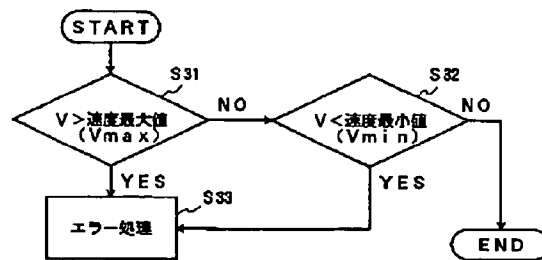 START
S31
V>速度最大値
(Vmax)
NO
S32
V<速度最小値
(Vmin)
NO
YES
YES
S33
エラー処理
END